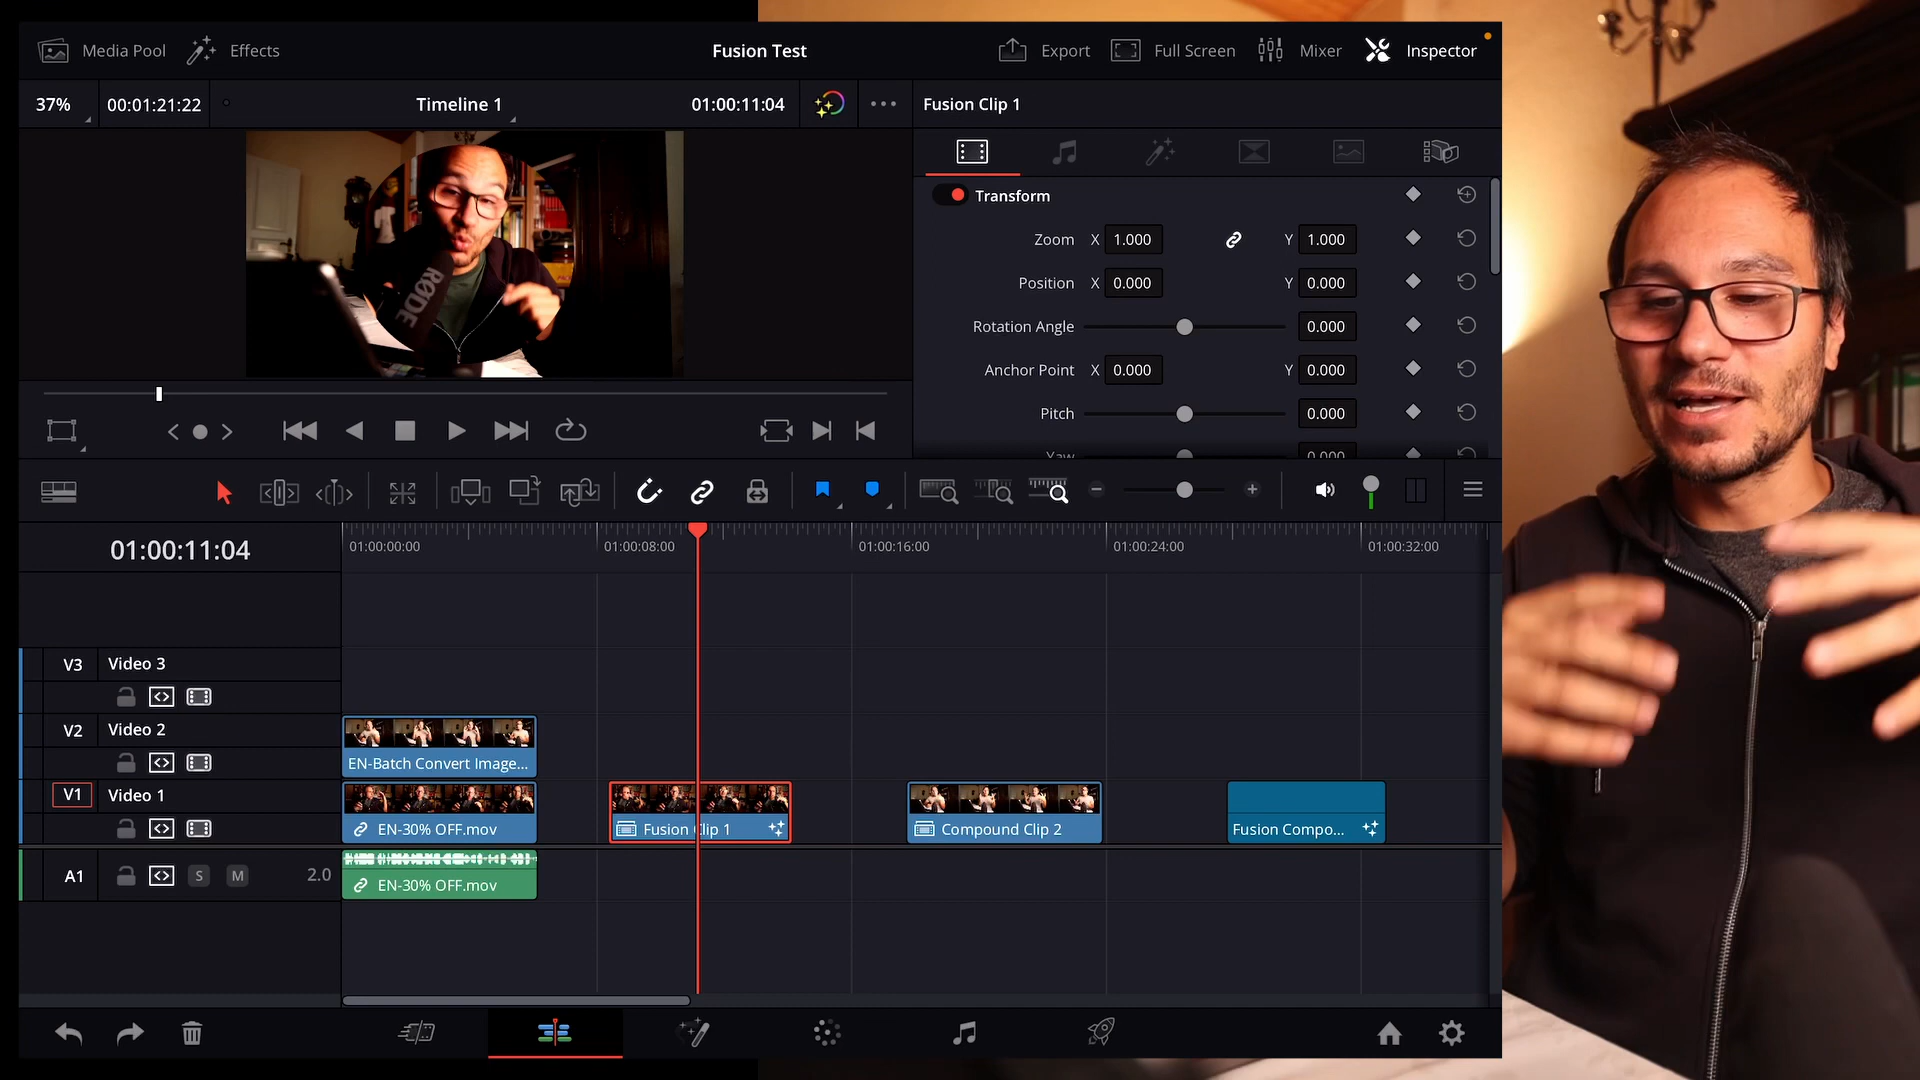 Media Pool Effects Fusion Test Export Full Screen Mixer Inspector
37% 00:01:21:22 Timeline 1 01:00:11:04 Fusion Clip 1
Transform
Zoom X 1.000 Y 1.000
Position X 0.000 Y 0.000
Rotation Angle 0.000
Anchor Point X 0.000 Y 0.000
Pitch 0.000
Yaw 0.000
RØDE
01:00:11:04 01:00:00:00 01:00:08:00 01:00:16:00 01:00:24:00 01:00:32:00
V3 Video 3
V2 Video 2
EN-Batch Convert Image...
V1 Video 1
EN-30% OFF.mov Fusion Clip 1 Compound Clip 2 Fusion Compo...
A1 S M 2.0
EN-30% OFF.mov